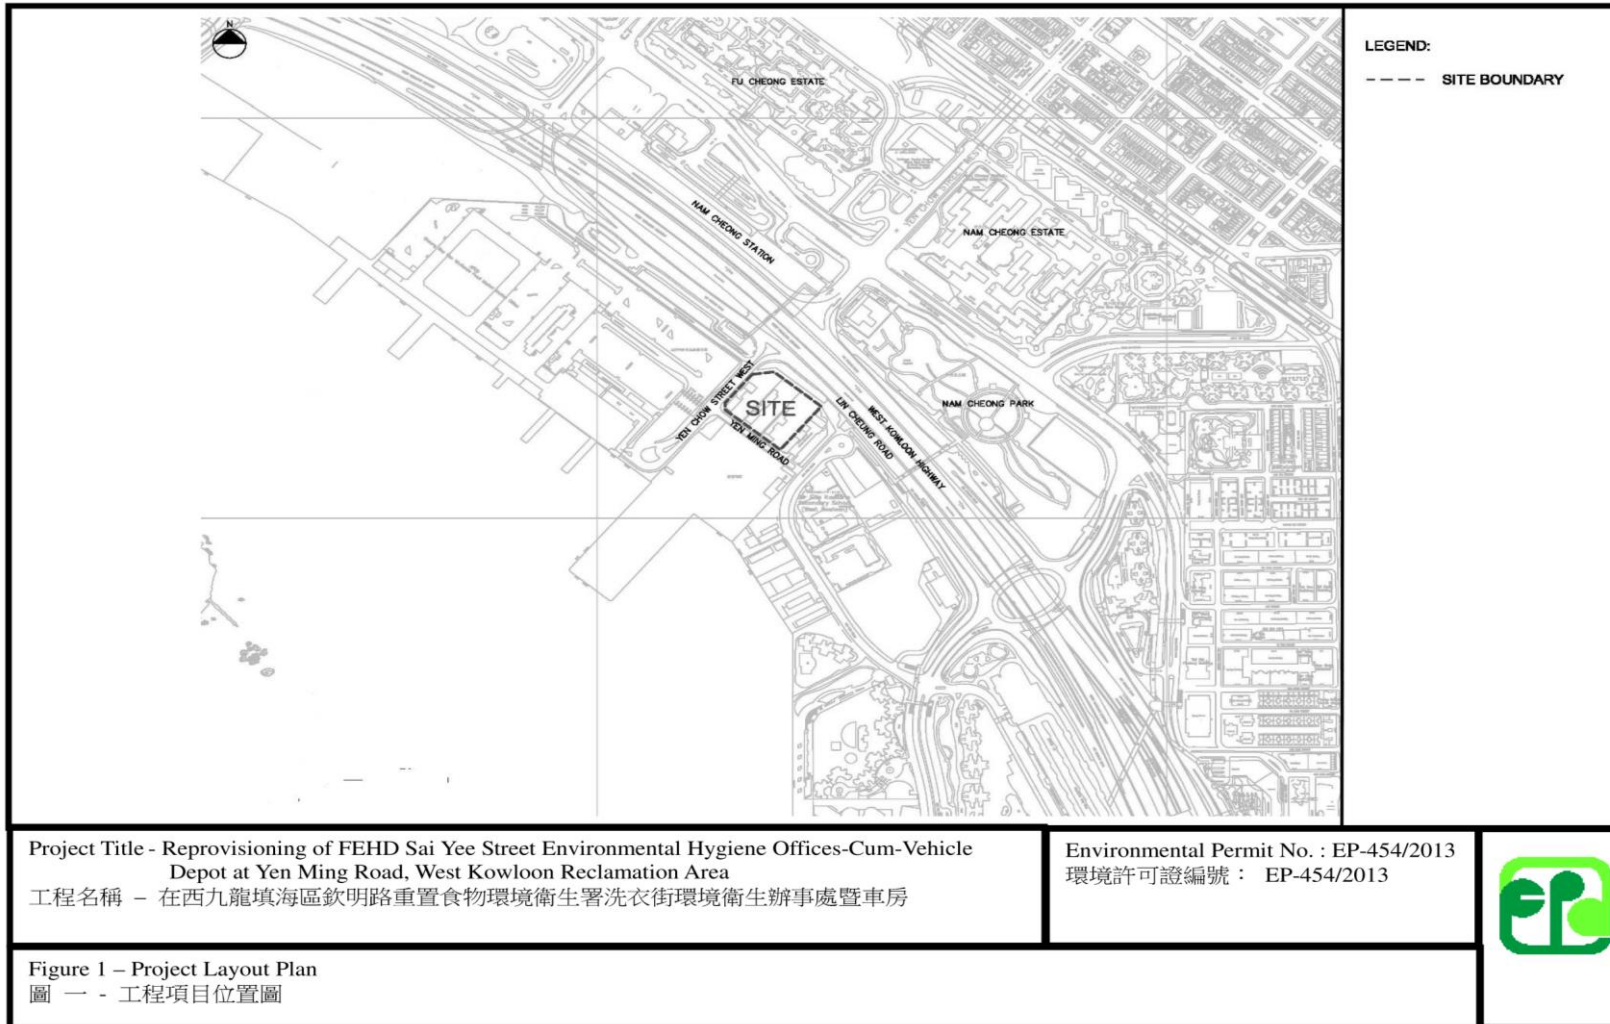 N
FU CHEONG ESTATE
NAM CHEONG STATION
NAM CHEONG ESTATE
YEN CHOW STREET WEST
SITE
YEN MING ROAD
LIN CHEUNG ROAD
WEST KOWLOON HIGHWAY
NAM CHEONG PARK
LEGEND:
SITE BOUNDARY
Project Title - Reprovisioning of FEHD Sai Yee Street Environmental Hygiene Offices-Cum-Vehicle
Depot at Yen Ming Road, West Kowloon Reclamation Area
工程名稱 – 在西九龍填海區欽明路重置食物環境衛生署洗衣街環境衛生辦事處暨車房
Environmental Permit No. : EP-454/2013
環境許可證編號： EP-454/2013
Figure 1 – Project Layout Plan
圖 一 - 工程項目位置圖